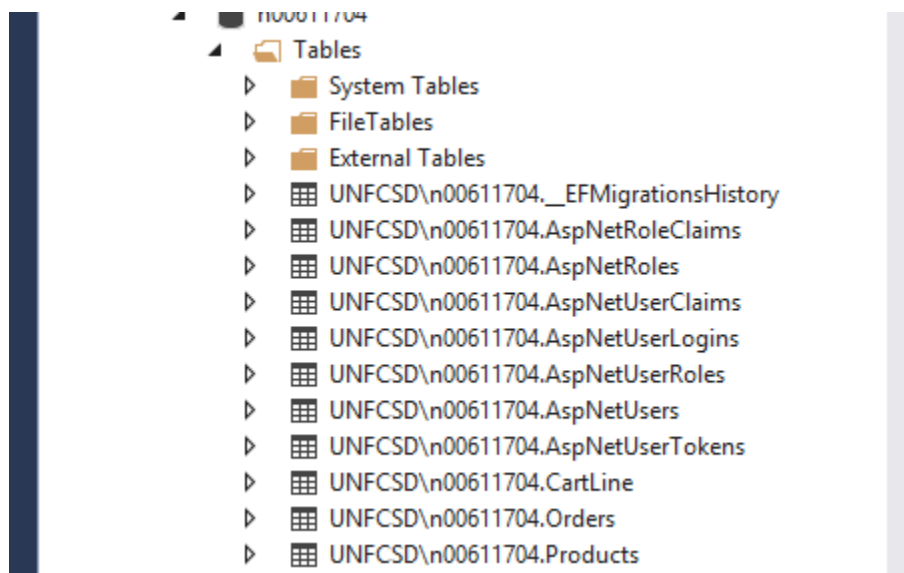 n00611704
Tables
System Tables
FileTables
External Tables
UNFCSD\n00611704.__EFMigrationsHistory
UNFCSD\n00611704.AspNetRoleClaims
UNFCSD\n00611704.AspNetRoles
UNFCSD\n00611704.AspNetUserClaims
UNFCSD\n00611704.AspNetUserLogins
UNFCSD\n00611704.AspNetUserRoles
UNFCSD\n00611704.AspNetUsers
UNFCSD\n00611704.AspNetUserTokens
UNFCSD\n00611704.CartLine
UNFCSD\n00611704.Orders
UNFCSD\n00611704.Products